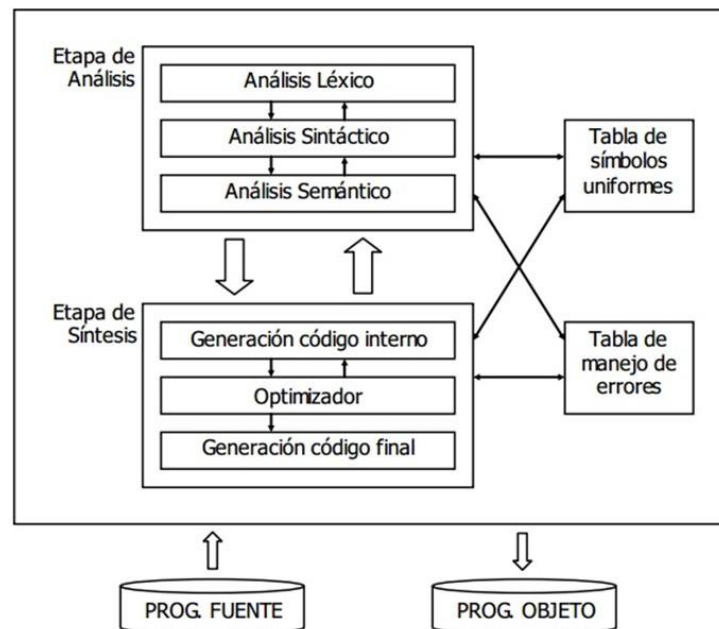 Etapa de
Análisis
Análisis Léxico
Análisis Sintáctico
Análisis Semántico
Tabla de
símbolos
uniformes
Etapa de
Síntesis
Generación código interno
Optimizador
Generación código final
Tabla de
manejo de
errores
PROG. FUENTE
PROG. OBJETO